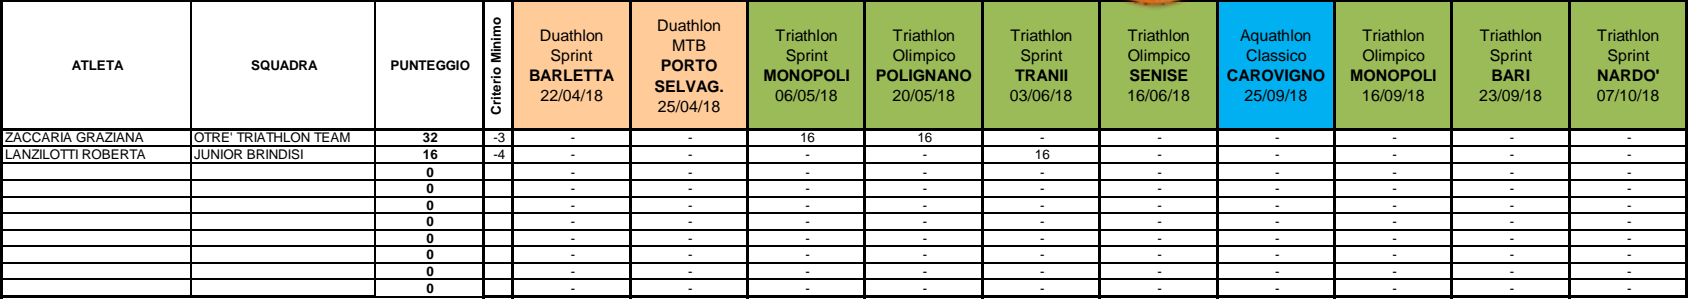 ATLETA SQUADRA PUNTEGGIO Criterio Minimo Duathlon Sprint BARLETTA 22/04/18 Duathlon MTB PORTO SELVAG. 25/04/18 Triathlon Sprint MONOPOLI 06/05/18 Triathlon Olimpico POLIGNANO 20/05/18 Triathlon Sprint TRANII 03/06/18 Triathlon Olimpico SENISE 16/06/18 Aquathlon Classico CAROVIGNO 25/09/18 Triathlon Olimpico MONOPOLI 16/09/18 Triathlon Sprint BARI 23/09/18 Triathlon Sprint NARDO' 07/10/18
ZACCARIA GRAZIANA OTRE' TRIATHLON TEAM 32 -3 - - 16 16 - - - - - -
LANZILOTTI ROBERTA JUNIOR BRINDISI 16 -4 - - - - 16 - - - - -
0 - - - - - - - - - -
0 - - - - - - - - - -
0 - - - - - - - - - -
0 - - - - - - - - - -
0 - - - - - - - - - -
0 - - - - - - - - - -
0 - - - - - - - - - -
0 - - - - - - - - - -